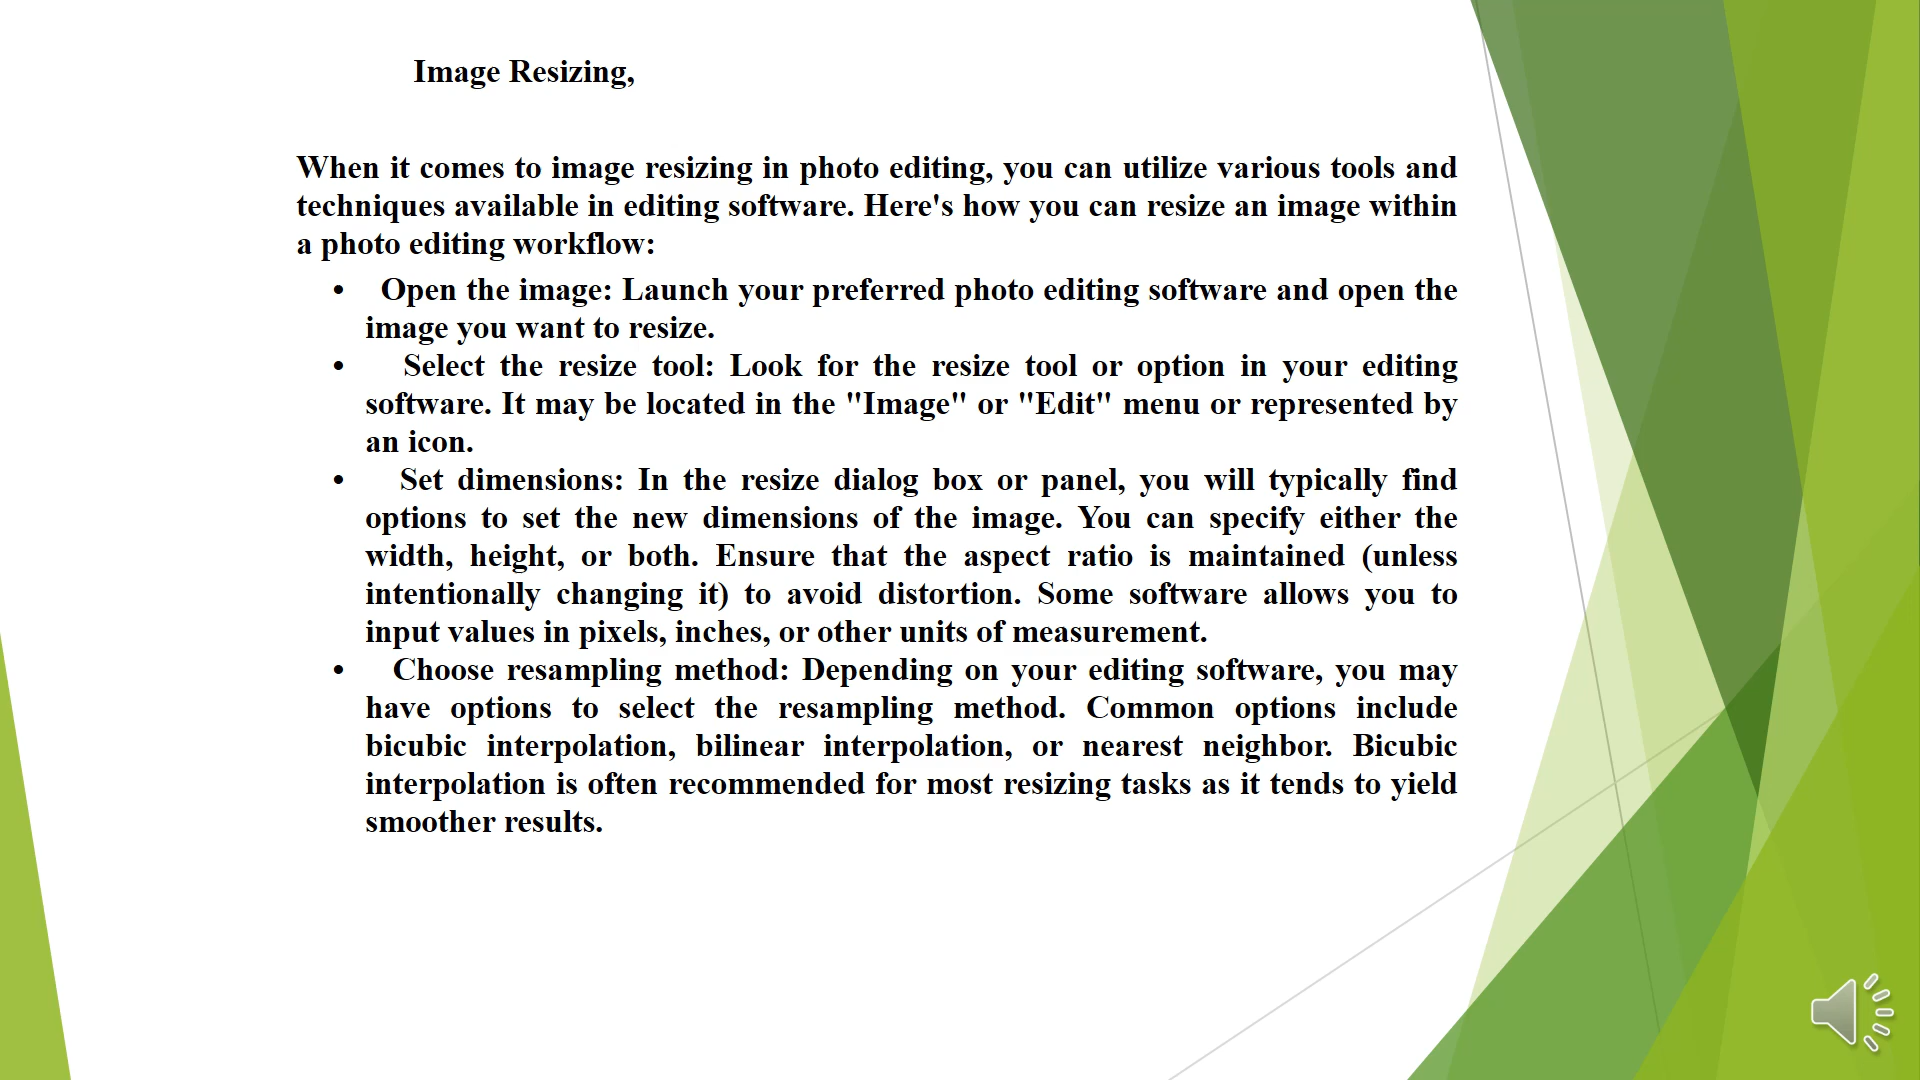 Image Resizing,
When it comes to image resizing in photo editing, you can utilize various tools and
techniques available in editing software. Here's how you can resize an image within
a photo editing workflow:
• Open the image: Launch your preferred photo editing software and open the
image you want to resize.
• Select the resize tool: Look for the resize tool or option in your editing
software. It may be located in the "Image" or "Edit" menu or represented by
an icon.
• Set dimensions: In the resize dialog box or panel, you will typically find
options to set the new dimensions of the image. You can specify either the
width, height, or both. Ensure that the aspect ratio is maintained (unless
intentionally changing it) to avoid distortion. Some software allows you to
input values in pixels, inches, or other units of measurement.
• Choose resampling method: Depending on your editing software, you may
have options to select the resampling method. Common options include
bicubic interpolation, bilinear interpolation, or nearest neighbor. Bicubic
interpolation is often recommended for most resizing tasks as it tends to yield
smoother results.